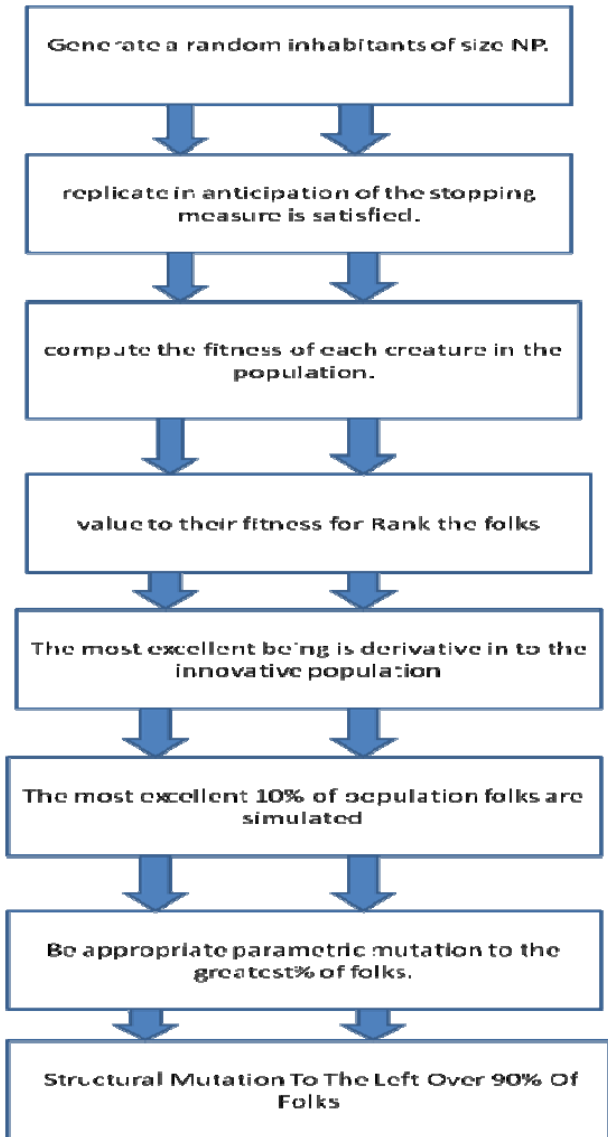 Generate a random inhabitants of size NP.
replicate in anticipation of the stopping
measure is satisfied.
compute the fitness of each creature in the
population.
value to their fitness for Rank the folks
The most excellent being is derivative in to the
innovative population
The most excellent 10% of population folks are
simulated
Be appropriate parametric mutation to the
greatest% of folks.
Structural Mutation To The Left Over 90% Of
Folks